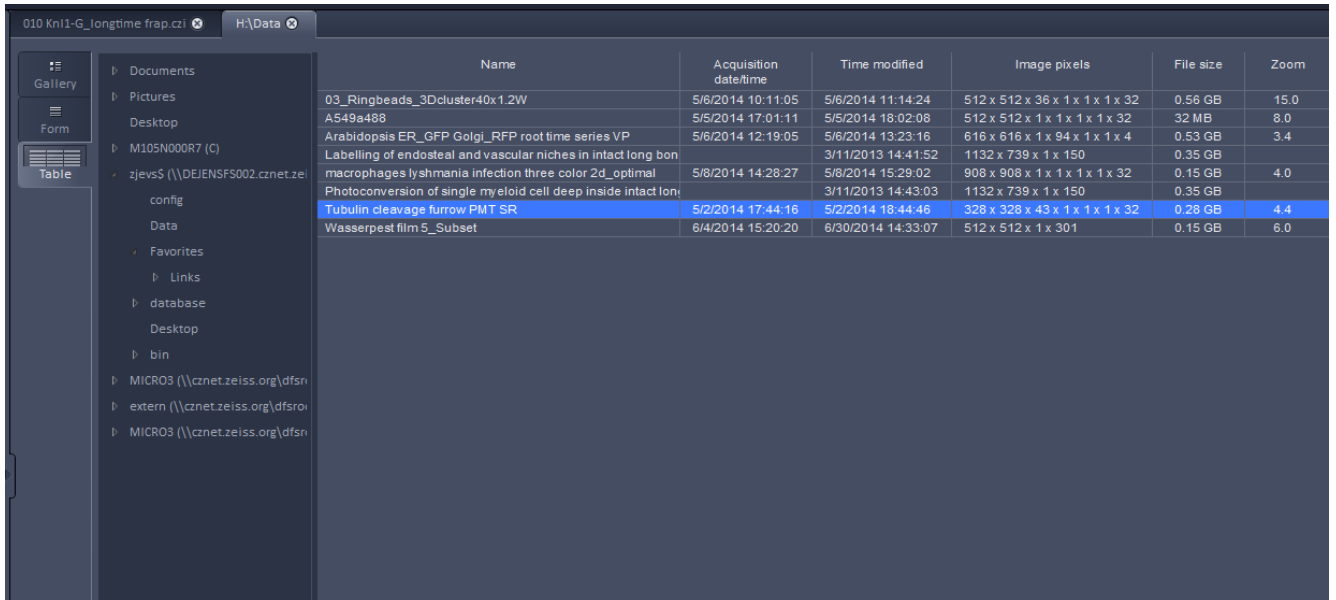 010 Knl1-G_longtime frap.czi
H:\Data
Gallery
Form
Table
Documents
Pictures
Desktop
M105N000R7 (C)
zjevs$ (\\DEJENSFS002.cznet.zei
config
Data
Favorites
Links
database
Desktop
bin
MICRO3 (\\cznet.zeiss.org\dfsr
extern (\\cznet.zeiss.org\dfsro
MICRO3 (\\cznet.zeiss.org\dfsr
Name Acquisition date/time Time modified Image pixels File size Zoom
03_Ringbeads_3Dcluster40x1.2W 5/6/2014 10:11:05 5/6/2014 11:14:24 512 x 512 x 36 x 1 x 1 x 1 x 32 0.56 GB 15.0
A549a488 5/5/2014 17:01:11 5/5/2014 18:02:08 512 x 512 x 1 x 1 x 1 x 1 x 32 32 MB 8.0
Arabidopsis ER_GFP Golgi_RFP root time series VP 5/6/2014 12:19:05 5/6/2014 13:23:16 616 x 616 x 1 x 94 x 1 x 1 x 4 0.53 GB 3.4
Labelling of endosteal and vascular niches in intact long bon 3/11/2013 14:41:52 1132 x 739 x 1 x 150 0.35 GB
macrophages lyshmania infection three color 2d_optimal 5/8/2014 14:28:27 5/8/2014 15:29:02 908 x 908 x 1 x 1 x 1 x 1 x 32 0.15 GB 4.0
Photoconversion of single myeloid cell deep inside intact lon 3/11/2013 14:43:03 1132 x 739 x 1 x 150 0.35 GB
Tubulin cleavage furrow PMT SR 5/2/2014 17:44:16 5/2/2014 18:44:46 328 x 328 x 43 x 1 x 1 x 1 x 32 0.28 GB 4.4
Wasserpest film 5_Subset 6/4/2014 15:20:20 6/30/2014 14:33:07 512 x 512 x 1 x 301 0.15 GB 6.0